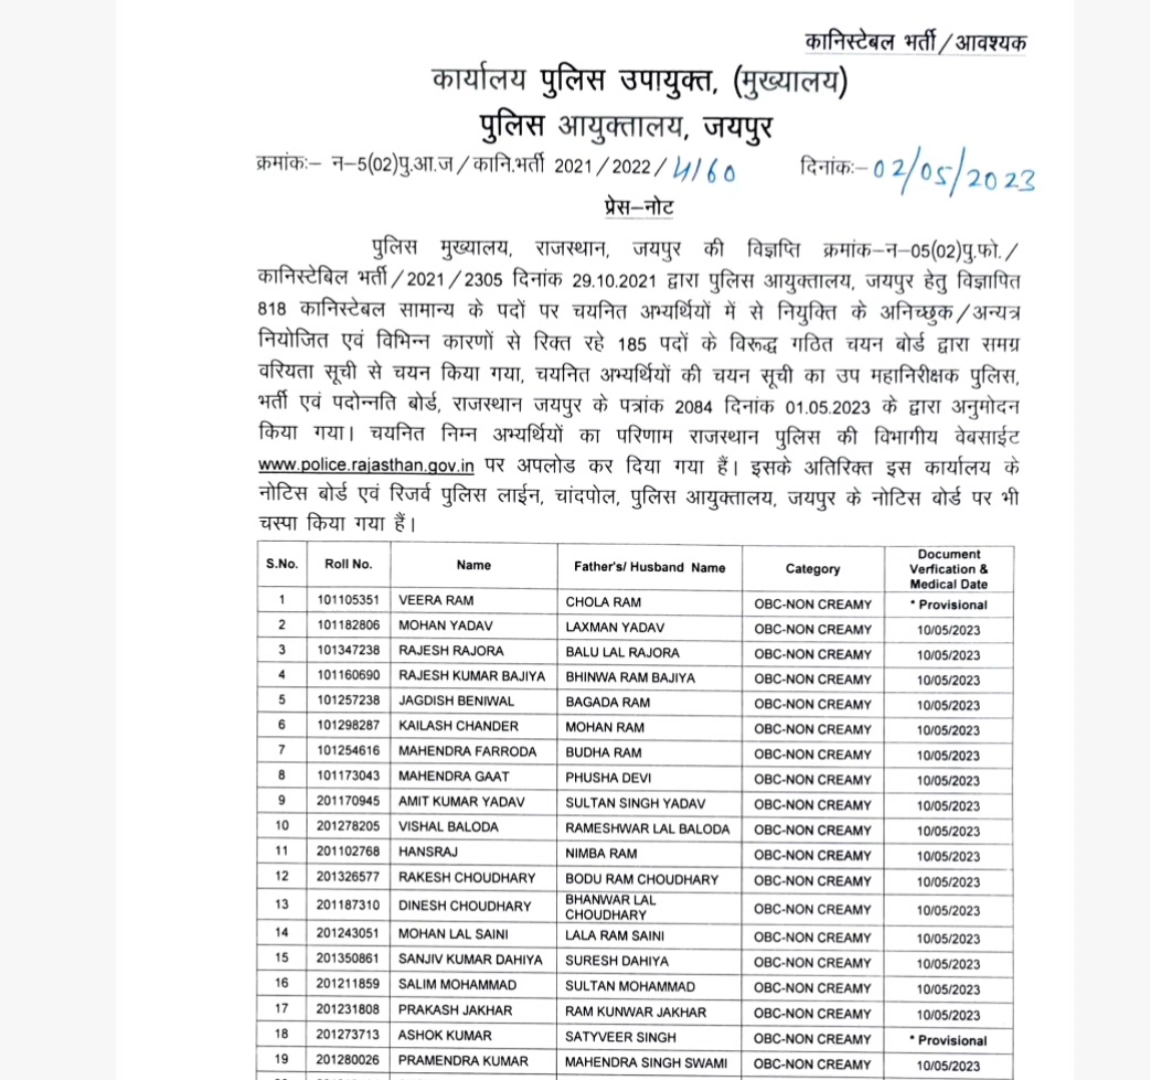 कानिस्टेबल भर्ती/आवश्यक
कार्यालय पुलिस उपायुक्त, (मुख्यालय)
पुलिस आयुक्तालय, जयपुर
क्रमांक:– न–5(02)पु.आ.ज/कानि.भर्ती 2021/2022/4160 दिनांक:–02/05/2023
प्रेस–नोट
पुलिस मुख्यालय, राजस्थान, जयपुर की विज्ञप्ति क्रमांक–न–05(02)पु.फो./
कानिस्टेबिल भर्ती/2021/2305 दिनांक 29.10.2021 द्वारा पुलिस आयुक्तालय, जयपुर हेतु विज्ञापित
818 कानिस्टेबल सामान्य के पदों पर चयनित अभ्यर्थियों में से नियुक्ति के अनिच्छुक/अन्यत्र
नियोजित एवं विभिन्न कारणों से रिक्त रहे 185 पदों के विरूद्ध गठित चयन बोर्ड द्वारा समग्र
वरियता सूची से चयन किया गया, चयनित अभ्यर्थियों की चयन सूची का उप महानिरीक्षक पुलिस,
भर्ती एवं पदोन्नति बोर्ड, राजस्थान जयपुर के पत्रांक 2084 दिनांक 01.05.2023 के द्वारा अनुमोदन
किया गया। चयनित निम्न अभ्यर्थियों का परिणाम राजस्थान पुलिस की विभागीय वेबसाईट
www.police.rajasthan.gov.in पर अपलोड कर दिया गया हैं। इसके अतिरिक्त इस कार्यालय के
नोटिस बोर्ड एवं रिजर्व पुलिस लाईन, चांदपोल, पुलिस आयुक्तालय, जयपुर के नोटिस बोर्ड पर भी
चस्पा किया गया हैं।
S.No. Roll No. Name Father's/ Husband Name Category Document Verfication & Medical Date
1 101105351 VEERA RAM CHOLA RAM OBC-NON CREAMY * Provisional
2 101182806 MOHAN YADAV LAXMAN YADAV OBC-NON CREAMY 10/05/2023
3 101347238 RAJESH RAJORA BALU LAL RAJORA OBC-NON CREAMY 10/05/2023
4 101160690 RAJESH KUMAR BAJIYA BHINWA RAM BAJIYA OBC-NON CREAMY 10/05/2023
5 101257238 JAGDISH BENIWAL BAGADA RAM OBC-NON CREAMY 10/05/2023
6 101298287 KAILASH CHANDER MOHAN RAM OBC-NON CREAMY 10/05/2023
7 101254616 MAHENDRA FARRODA BUDHA RAM OBC-NON CREAMY 10/05/2023
8 101173043 MAHENDRA GAAT PHUSHA DEVI OBC-NON CREAMY 10/05/2023
9 201170945 AMIT KUMAR YADAV SULTAN SINGH YADAV OBC-NON CREAMY 10/05/2023
10 201278205 VISHAL BALODA RAMESHWAR LAL BALODA OBC-NON CREAMY 10/05/2023
11 201102768 HANSRAJ NIMBA RAM OBC-NON CREAMY 10/05/2023
12 201326577 RAKESH CHOUDHARY BODU RAM CHOUDHARY OBC-NON CREAMY 10/05/2023
13 201187310 DINESH CHOUDHARY BHANWAR LAL CHOUDHARY OBC-NON CREAMY 10/05/2023
14 201243051 MOHAN LAL SAINI LALA RAM SAINI OBC-NON CREAMY 10/05/2023
15 201350861 SANJIV KUMAR DAHIYA SURESH DAHIYA OBC-NON CREAMY 10/05/2023
16 201211859 SALIM MOHAMMAD SULTAN MOHAMMAD OBC-NON CREAMY 10/05/2023
17 201231808 PRAKASH JAKHAR RAM KUNWAR JAKHAR OBC-NON CREAMY 10/05/2023
18 201273713 ASHOK KUMAR SATYVEER SINGH OBC-NON CREAMY * Provisional
19 201280026 PRAMENDRA KUMAR MAHENDRA SINGH SWAMI OBC-NON CREAMY 10/05/2023